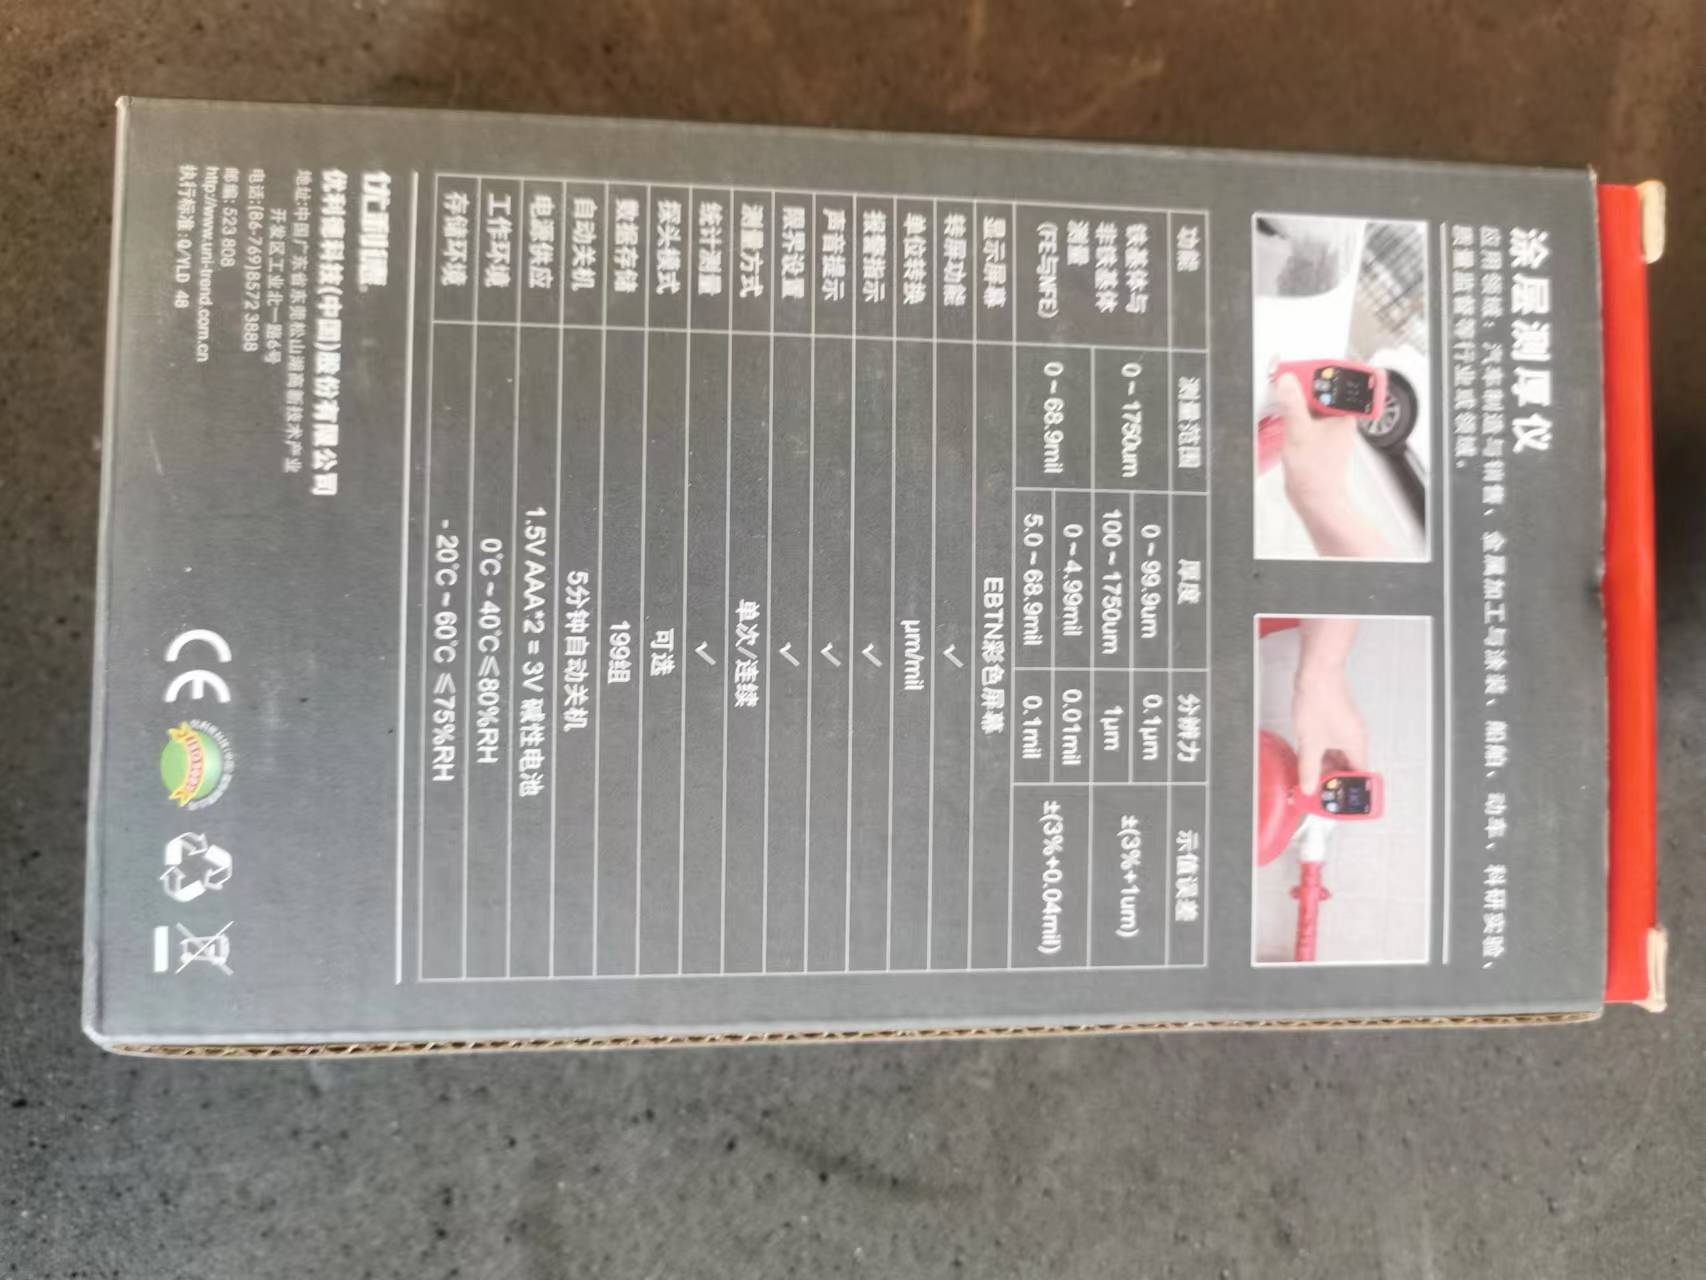 涂层测厚仪
应用领域：汽车制造与销售、金属加工与涂装、船舶、动车、科研实验、
质量监督等行业或领域。
功能 测量范围 厚度 分辨力 示值误差
铁基体与
非铁基体
测量
(FE与NFE)
0~1750um 0~99.9um 0.1μm ±(3%+1um)
100~1750um 1μm
0~68.9mil 0~4.99mil 0.01mil ±(3%+0.04mil)
5.0~68.9mil 0.1mil
显示屏幕 EBTN彩色屏幕
转屏功能 ✓
单位转换 μm/mil
报警指示 ✓
声音提示 ✓
限界设置 ✓
测量方式 单次/连续
统计测量 ✓
探头模式 可选
数据存储 199组
自动关机 5分钟自动关机
电源供应 1.5V AAA*2 = 3V 碱性电池
工作环境 0℃~40℃≤80%RH
存储环境 -20℃~60℃ ≤75%RH
优利德
优利德科技(中国)股份有限公司
地址:中国广东省东莞松山湖高新技术产业
开发区工业北一路6号
电话:(86-769)8572 3888
邮编: 523 808
http://www.uni-trend.com.cn
执行标准: Q/YLD 48
CE